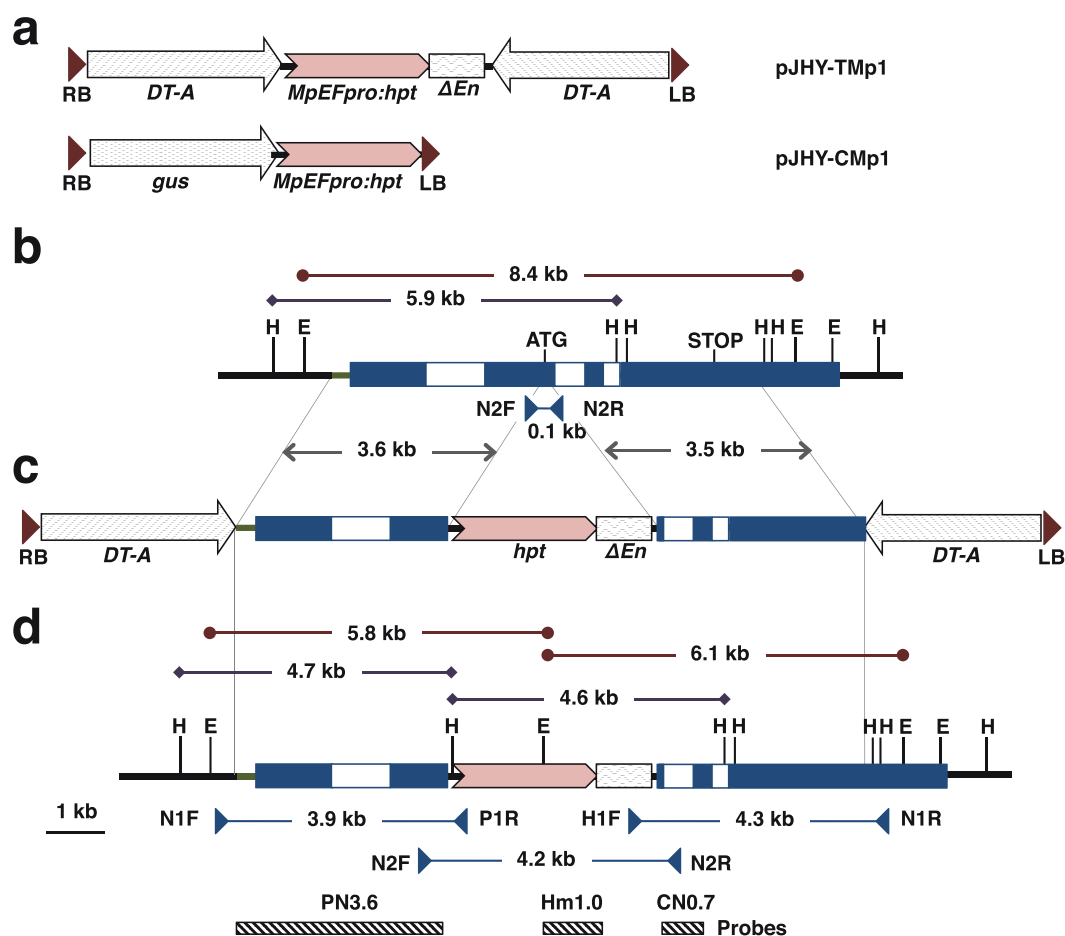 a
RB DT-A MpEFpro:hpt ΔEn DT-A LB pJHY-TMp1
RB gus MpEFpro:hpt LB pJHY-CMp1
b
8.4 kb
5.9 kb
H E ATG H H STOP H H E E H
N2F N2R
0.1 kb
3.6 kb 3.5 kb
c
RB DT-A hpt ΔEn DT-A LB
d
5.8 kb
6.1 kb
4.7 kb
4.6 kb
H E H E H H H H E E H
1 kb N1F 3.9 kb P1R H1F 4.3 kb N1R
N2F 4.2 kb N2R
PN3.6 Hm1.0 CN0.7
Probes